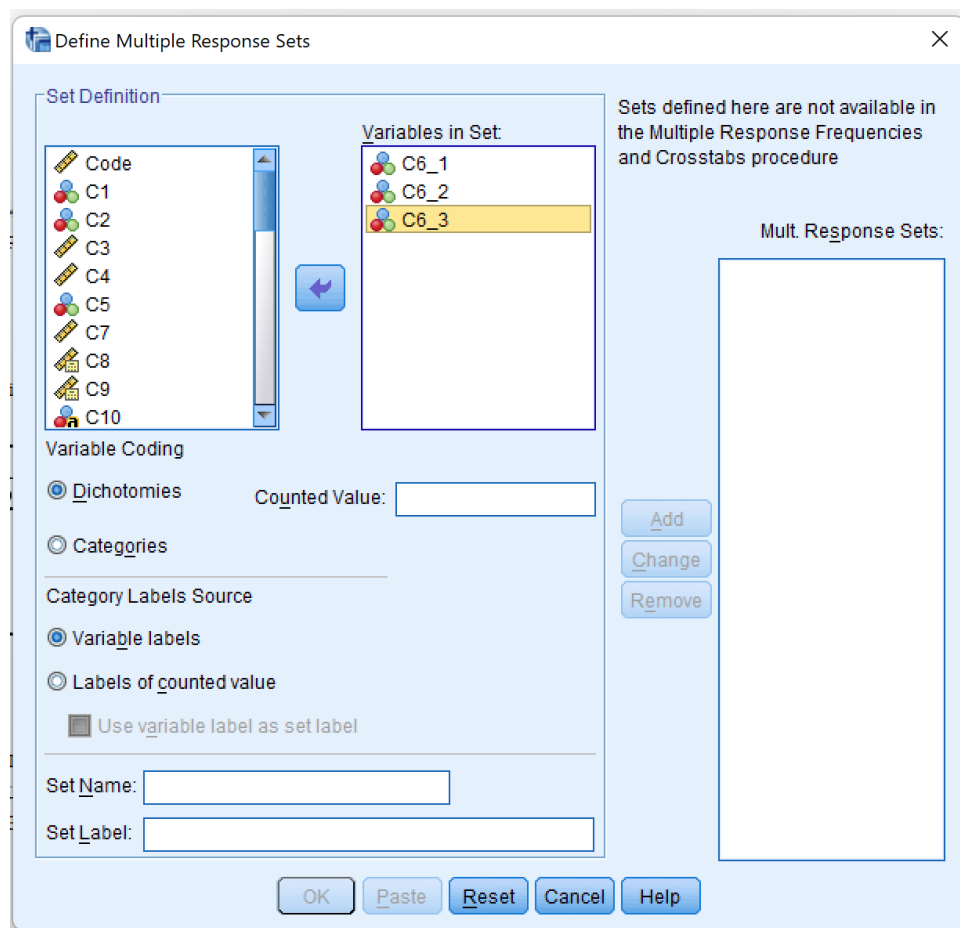 Define Multiple Response Sets
Set Definition
Sets defined here are not available in
the Multiple Response Frequencies
and Crosstabs procedure
Variables in Set:
Code
C1
C2
C3
C4
C5
C7
C8
C9
C10
C6_1
C6_2
C6_3
Mult. Response Sets:
Variable Coding
Dichotomies
Counted Value:
Categories
Category Labels Source
Variable labels
Labels of counted value
Use variable label as set label
Set Name:
Set Label:
Add
Change
Remove
OK
Paste
Reset
Cancel
Help